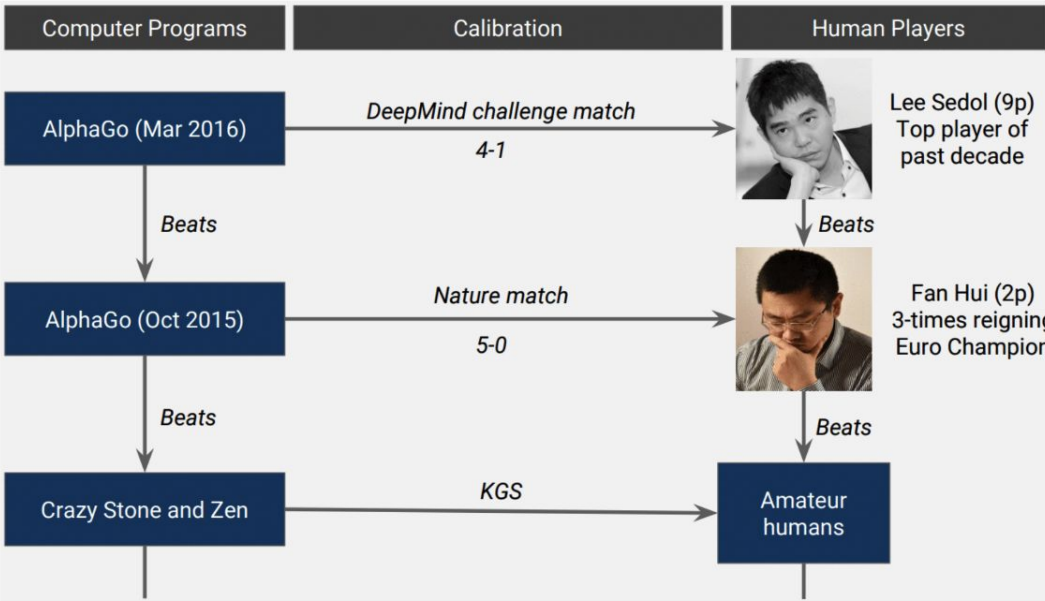 Computer Programs
Calibration
Human Players
AlphaGo (Mar 2016)
DeepMind challenge match
4-1
Lee Sedol (9p)
Top player of
past decade
Beats
Beats
AlphaGo (Oct 2015)
Nature match
5-0
Fan Hui (2p)
3-times reigning
Euro Champion
Beats
Beats
Crazy Stone and Zen
KGS
Amateur
humans